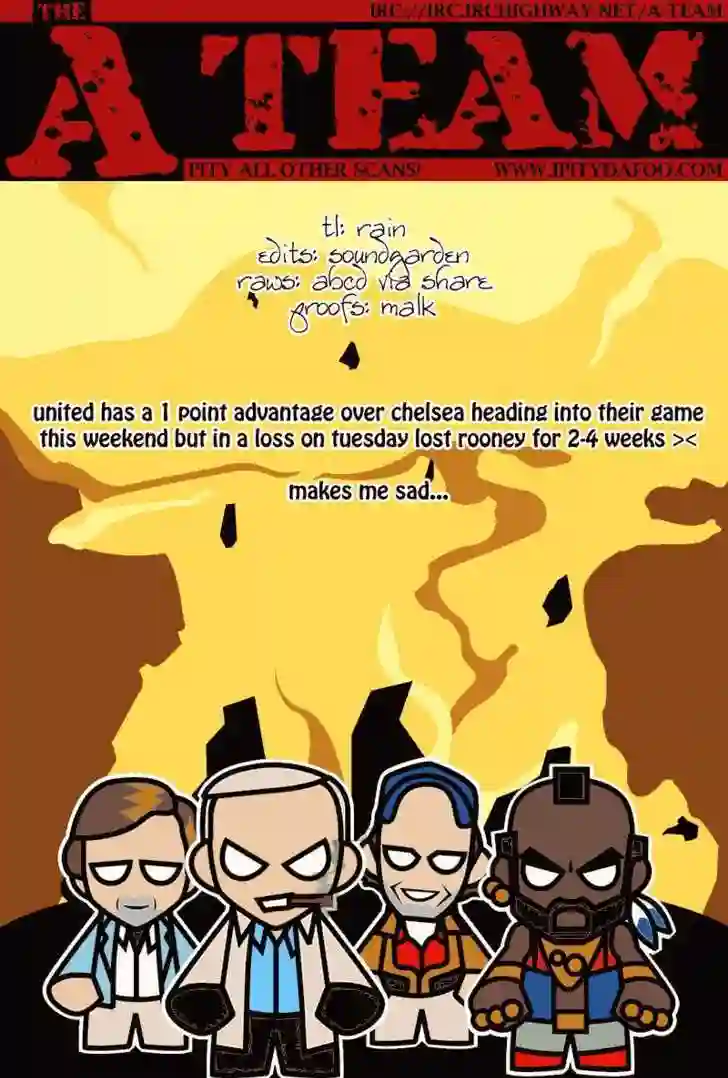 THE
IRC://IRC.IRCHIGHWAY.NET/A-TEAM
A TEAM
PITY ALL OTHER SCANS! WWW.IPITYDAFOO.COM
tl: rain
edits: soundgarden
raws: abcd via share
proofs: malk
united has a 1 point advantage over chelsea heading into their game
this weekend but in a loss on tuesday lost rooney for 2-4 weeks ><
makes me sad...